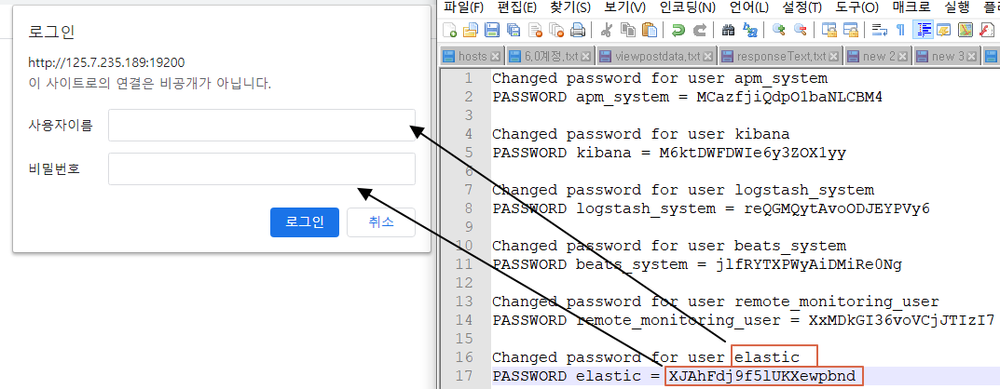 로그인
http://125.7.235.189:19200
이 사이트로의 연결은 비공개가 아닙니다.
사용자이름
비밀번호
로그인 취소
파일(F) 편집(E) 찾기(S) 보기(V) 인코딩(N) 언어(L) 설정(T) 도구(O) 매크로 실행
hosts 6,0계정,txt viewpostdata,txt responseText,txt new 2 new 3
1 Changed password for user apm_system
2 PASSWORD apm_system = MCazfjiQdpO1baNLCBM4
3
4 Changed password for user kibana
5 PASSWORD kibana = M6ktDWFDWIe6y3ZOX1yy
6
7 Changed password for user logstash_system
8 PASSWORD logstash_system = reQGMQytAvoODJEYPVy6
9
10 Changed password for user beats_system
11 PASSWORD beats_system = jlfRYTXPWyAiDMiRe0Ng
12
13 Changed password for user remote_monitoring_user
14 PASSWORD remote_monitoring_user = XxMDkGI36voVCjJTIzI7
15
16 Changed password for user elastic
17 PASSWORD elastic = XJAhFdj9f5lUKXewpbnd